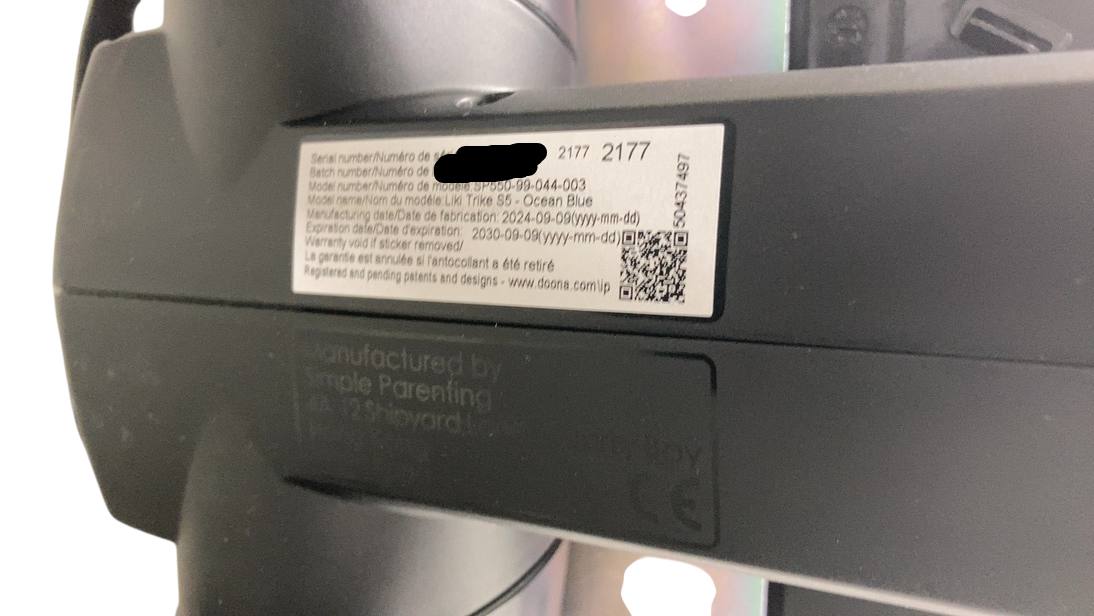 Serial number/Numéro de 2177 2177
Batch number/Numéro de
Model number/Numéro de modèle:SP550-99-044-003
Model name/Nom du modèle:Liki Trike S5 - Ocean Blue
Manufacturing date/Date de fabrication: 2024-09-09(yyyy-mm-dd)
Expiration date/Date d'expiration: 2030-09-09(yyyy-mm-dd)
Warranty void if sticker removed/
La garantie est annulée si l'antocollant a été retiré
Registered and pending patents and designs - www.doona.com\ip
50437497
Manufactured by
Simple Parenting
4A, 12 Shipyard
CE